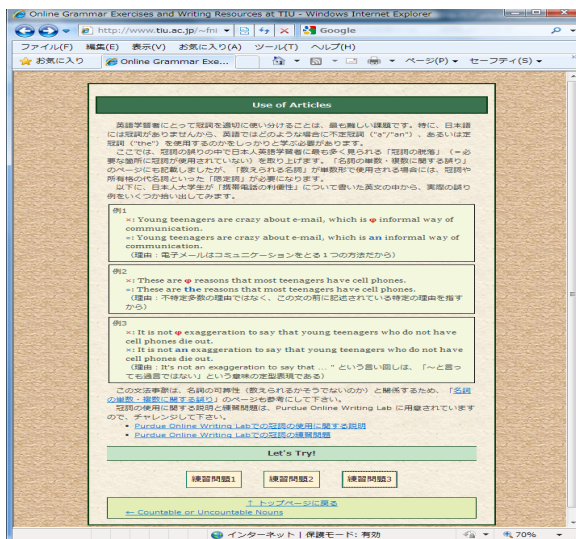 Online Grammar Exercises and Writing Resources at TIU - Windows Internet Explorer
http://www.tiu.ac.jp/~fni
Google
ファイル(F) 編集(E) 表示(V) お気に入り(A) ツール(T) ヘルプ(H)
お気に入り Online Grammar Exe... ページ(P) セーフティ(S)
Use of Articles
英語学習者にとって冠詞を適切に使い分けることは、最も難しい課題です。特に、日本語
には冠詞がありませんから、英語ではどのような場合に不定冠詞 ("a"/"an") 、あるいは定
冠詞 ("the") を使用するのかをしっかりと学ぶ必要があります。
ここでは、冠詞の誤りの中で日本人英語学習者に最も多く見られる「冠詞の脱落」(=必
要な箇所に冠詞が使用されていない) を取り上げます。「名詞の単数・複数に関する誤り」
のページにも記載しましたが、「数えられる名詞」が単数形で使用される場合には、冠詞や
所有格の代名詞といった「限定詞」が必要になります。
以下に、日本人大学生が「携帯電話の利便性」について書いた英文の中から、実際の誤り
例をいくつか拾い出してみます。
例1
×: Young teenagers are crazy about e-mail, which is φ informal way of
communication.
○: Young teenagers are crazy about e-mail, which is an informal way of
communication.
(理由:電子メールはコミュニケーションをとる1つの方法だから)
例2
×: These are φ reasons that most teenagers have cell phones.
○: These are the reasons that most teenagers have cell phones.
(理由:不特定多数の理由ではなく、この文の前に記述されている特定の理由を指す
から)
例3
×: It is not φ exaggeration to say that young teenagers who do not have
cell phones die out.
○: It is not an exaggeration to say that young teenagers who do not have
cell phones die out.
(理由:It's not an exaggeration to say that ... " という言い回しは、「〜と言っ
ても過言ではない」という意味の定型表現である)
この文法事項は、名詞の可算性 (数えられるかそうでないのか) と関係するため、「名詞
の単数・複数に関する誤り」のページも参考にして下さい。
冠詞の使用に関する説明と練習問題は、Purdue Online Writing Lab に用意されています
ので、チャレンジして下さい。
• Purdue Online Writing Labでの冠詞の使用に関する説明
• Purdue Online Writing Labでの冠詞の練習問題
Let's Try!
練習問題1 練習問題2 練習問題3
↑ トップページに戻る
← Countable or Uncountable Nouns
インターネット | 保護モード: 有効 70%